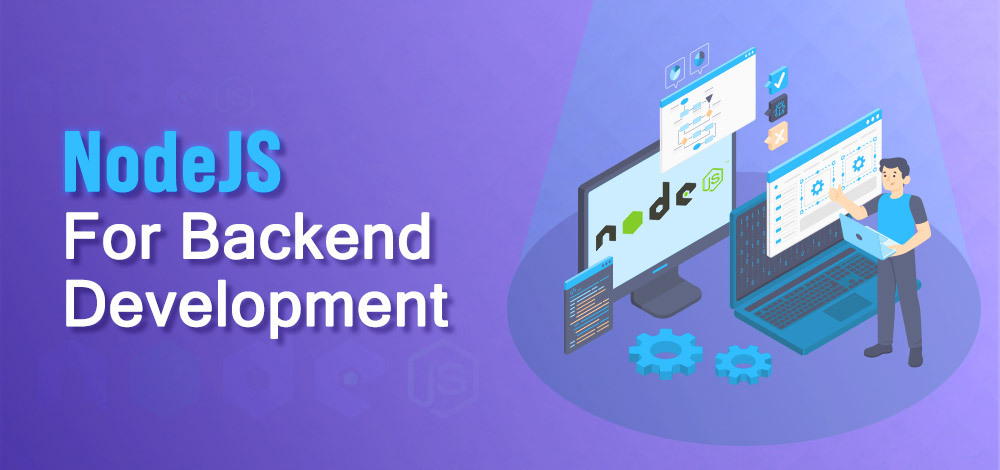 NodeJS
For Backend
Development
node
JS